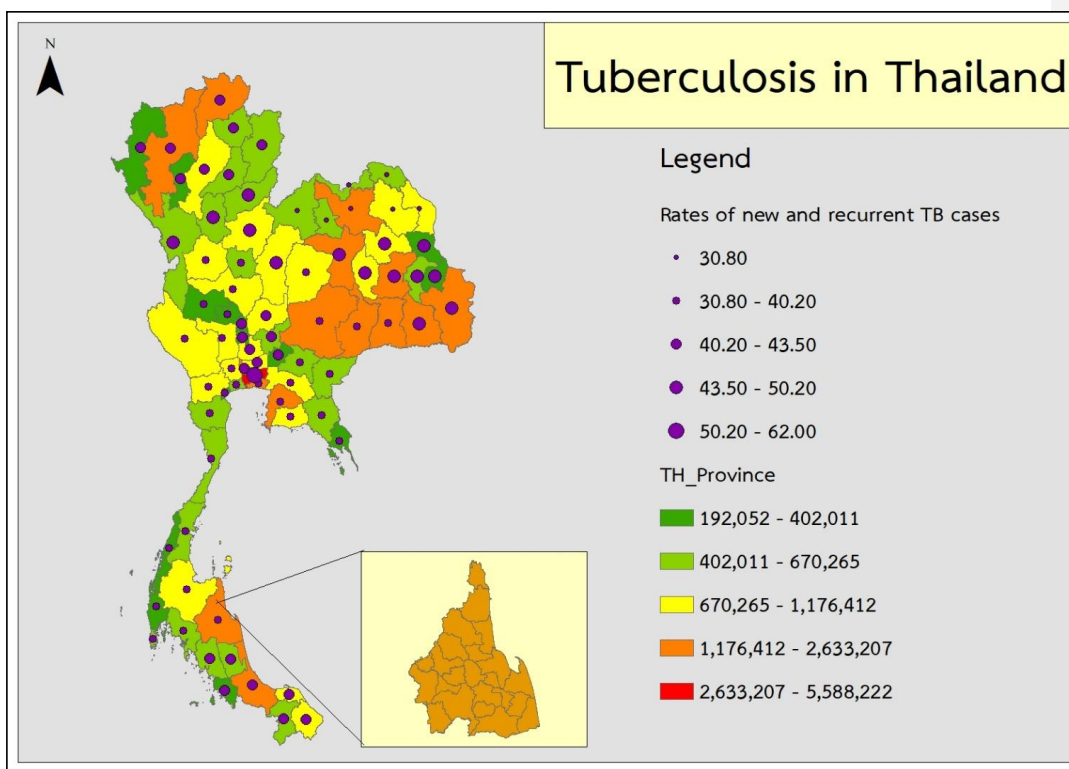 N
Tuberculosis in Thailand
Legend
Rates of new and recurrent TB cases
30.80
30.80 - 40.20
40.20 - 43.50
43.50 - 50.20
50.20 - 62.00
TH_Province
192,052 - 402,011
402,011 - 670,265
670,265 - 1,176,412
1,176,412 - 2,633,207
2,633,207 - 5,588,222